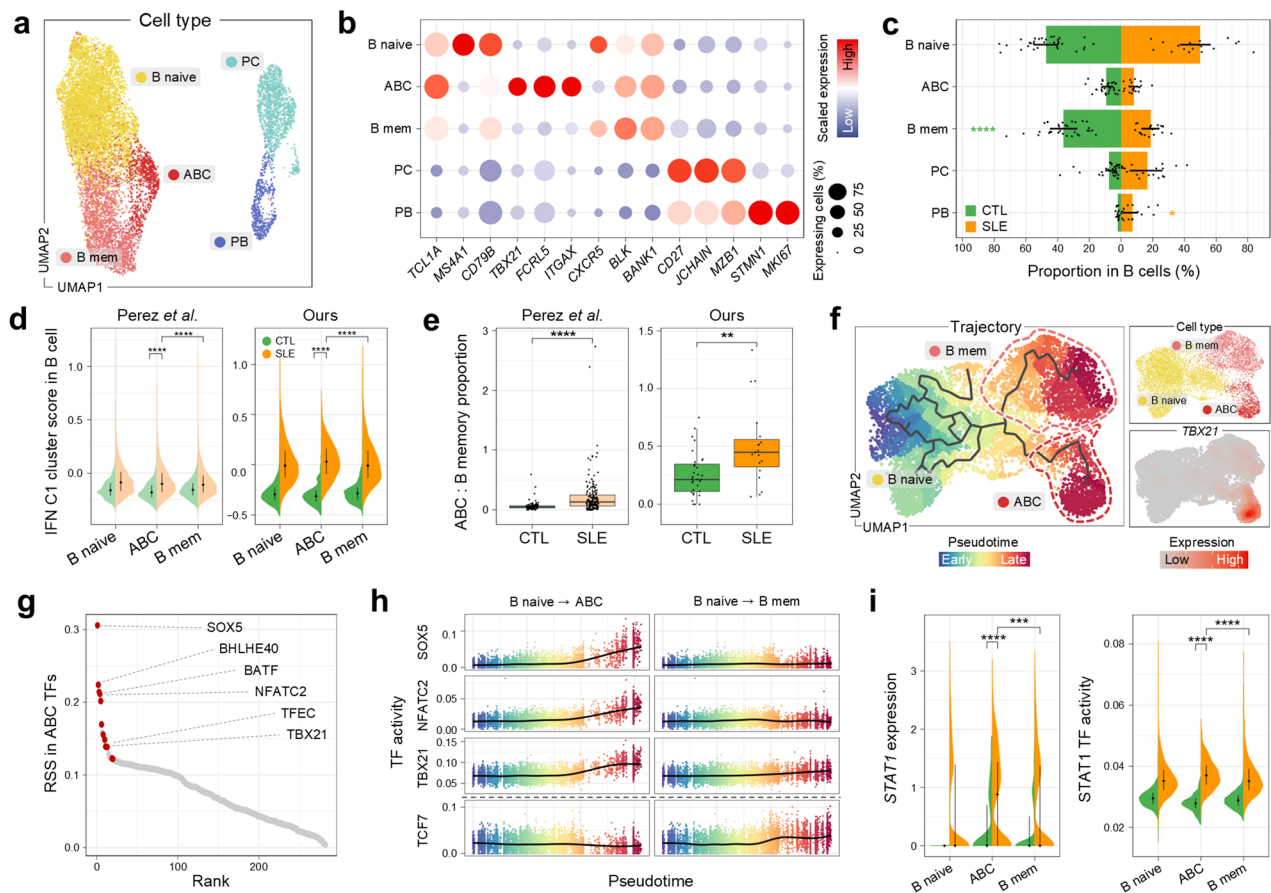 a
Cell type
B naive
PC
ABC
PB
B mem
UMAP2
UMAP1
b
B naive
ABC
B mem
PC
PB
TCL1A
MS4A1
CD79B
TBX21
FCRL5
ITGAX
CXCR5
BLK
BANK1
CD27
JCHAIN
MZB1
STMN1
MKI67
Scaled expression
High
Low
Expressing cells (%)
0 25 50 75
c
B naive
ABC
B mem
****
PC
PB
*
CTL
SLE
100 80 60 40 20 0 20 40 60 80
Proportion in B cells (%)
d
Perez et al.
Ours
IFN C1 cluster score in B cell
****
****
****
****
CTL
SLE
1.0
0.5
0.0
1.0
0.5
0.0
−0.5
B naive ABC B mem
B naive ABC B mem
e
Perez et al.
Ours
ABC : B memory proportion
****
**
3
2
1
0
1.5
1.0
0.5
0.0
CTL SLE
CTL SLE
f
Trajectory
B mem
B naive
ABC
UMAP2
UMAP1
Pseudotime
Early Late
Cell type
B mem
B naive
ABC
TBX21
Expression
Low High
g
RSS in ABC TFs
0.3
0.2
0.1
0
100
200
Rank
SOX5
BHLHE40
BATF
NFATC2
TFEC
TBX21
h
B naive → ABC
B naive → B mem
TF activity
SOX5
0.1
0.0
NFATC2
0.10
0.05
0.00
TBX21
0.15
0.10
0.05
TCF7
0.1
0.0
Pseudotime
i
STAT1 expression
****
***
3
2
1
0
B naive ABC B mem
STAT1 TF activity
****
****
0.08
0.06
0.04
0.02
B naive ABC B mem